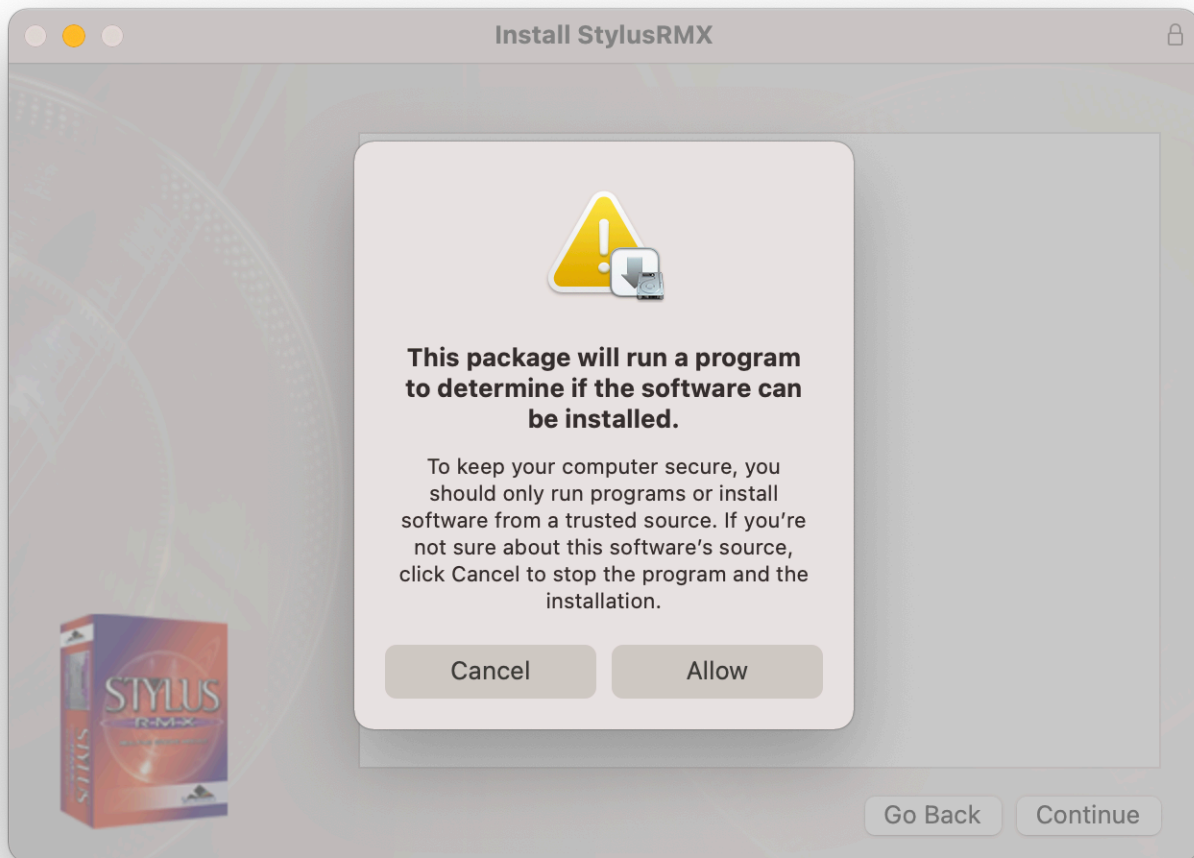 Install StylusRMX
This package will run a program
to determine if the software can
be installed.
To keep your computer secure, you
should only run programs or install
software from a trusted source. If you’re
not sure about this software’s source,
click Cancel to stop the program and the
installation.
Cancel
Allow
STYLUS
R·M·X
STYLUS
Go Back
Continue